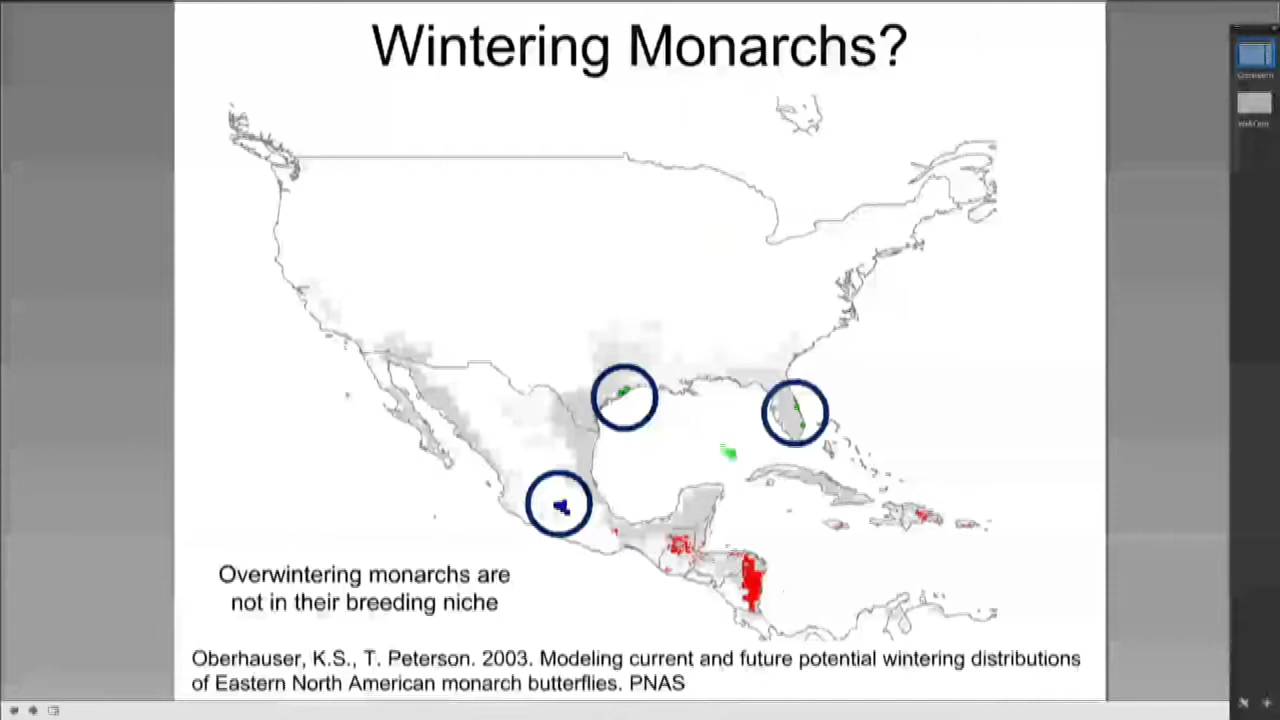 Wintering Monarchs?
Overwintering monarchs are
not in their breeding niche
Oberhauser, K.S., T. Peterson. 2003. Modeling current and future potential wintering distributions
of Eastern North American monarch butterflies. PNAS